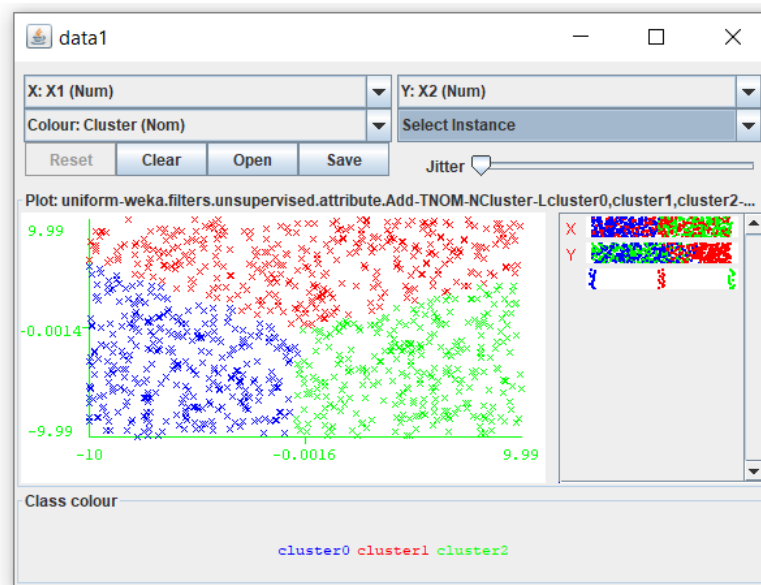 data1
X: X1 (Num) Y: X2 (Num)
Colour: Cluster (Nom) Select Instance
Reset Clear Open Save Jitter
Plot: uniform-weka.filters.unsupervised.attribute.Add-TNOM-NCluster-Lcluster0,cluster1,cluster2-...
9.99
-0.0014
-9.99
-10 -0.0016 9.99
X
Y
Class colour
cluster0 cluster1 cluster2